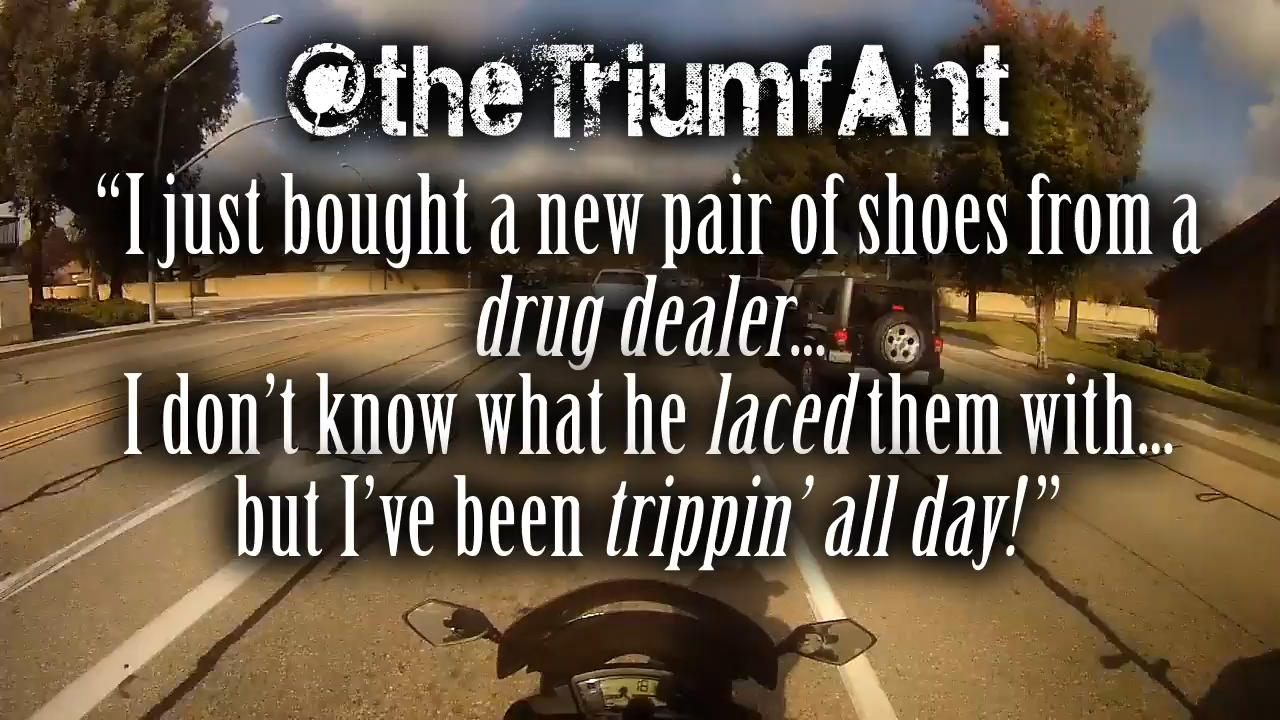 @theTriumfAnt
“I just bought a new pair of shoes from a
drug dealer...
I don’t know what he laced them with...
but I’ve been trippin’ all day!”